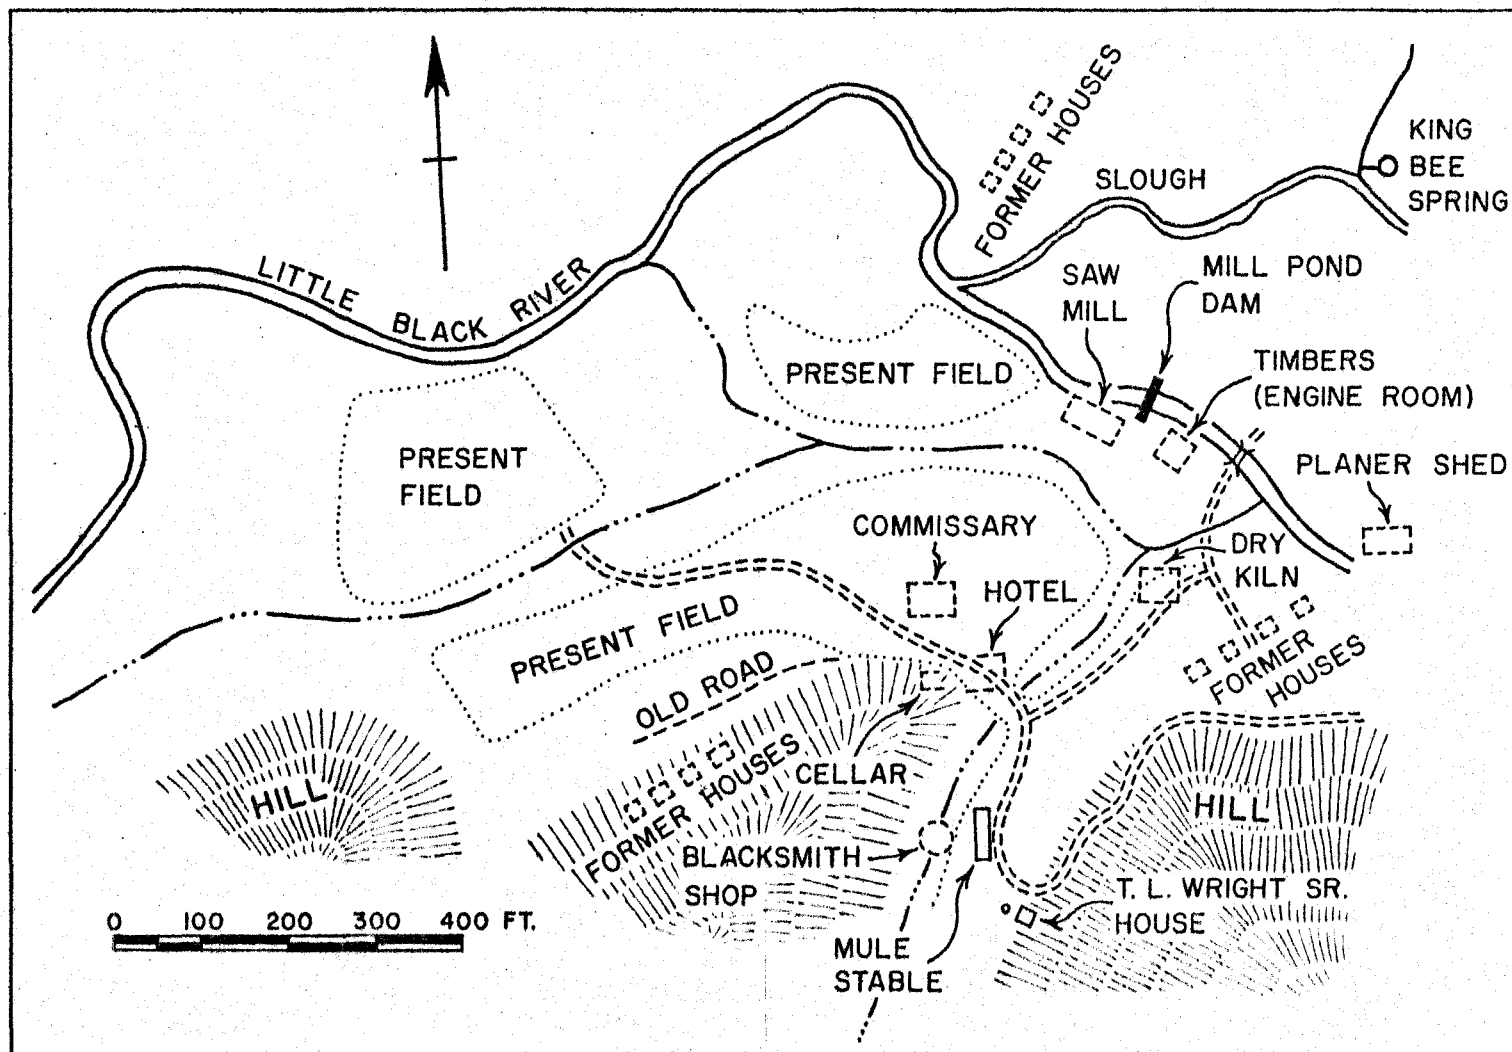 FORMER HOUSES
KING
BEE
SPRING
SLOUGH
LITTLE BLACK RIVER
SAW
MILL
MILL POND
DAM
TIMBERS
(ENGINE ROOM)
PRESENT FIELD
PRESENT
FIELD
PLANER SHED
COMMISSARY
HOTEL
DRY
KILN
PRESENT FIELD
OLD ROAD
FORMER
HOUSES
CELLAR
HILL
FORMER HOUSES
HILL
BLACKSMITH
SHOP
T. L. WRIGHT SR.
HOUSE
MULE
STABLE
0 100 200 300 400 FT.